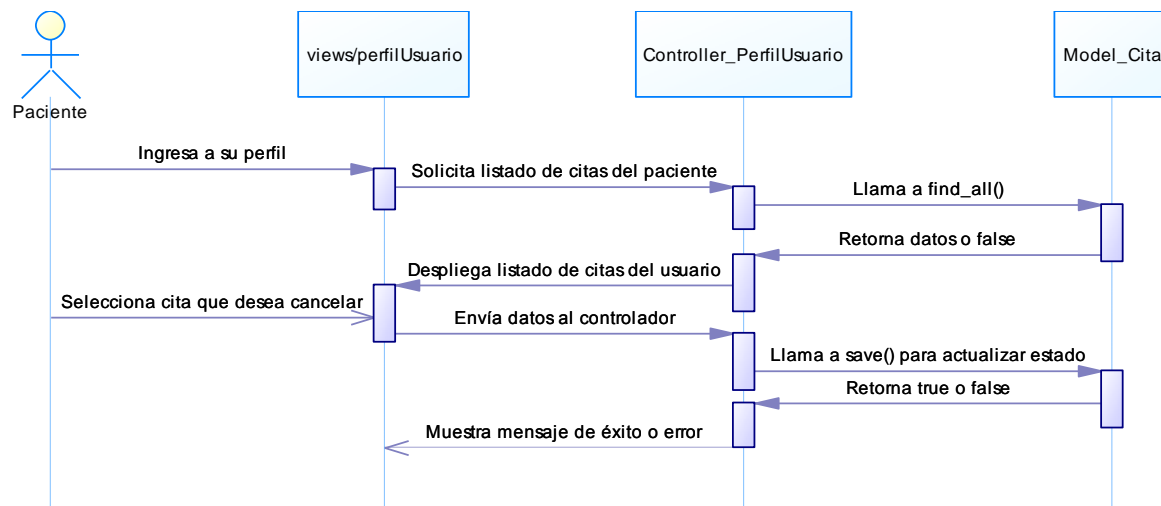 views/perfilUsuario
Controller_PerfilUsuario
Model_Cita
Paciente
Ingresa a su perfil
Solicita listado de citas del paciente
Llama a find_all()
Retorna datos o false
Despliega listado de citas del usuario
Selecciona cita que desea cancelar
Envía datos al controlador
Llama a save() para actualizar estado
Retorna true o false
Muestra mensaje de éxito o error